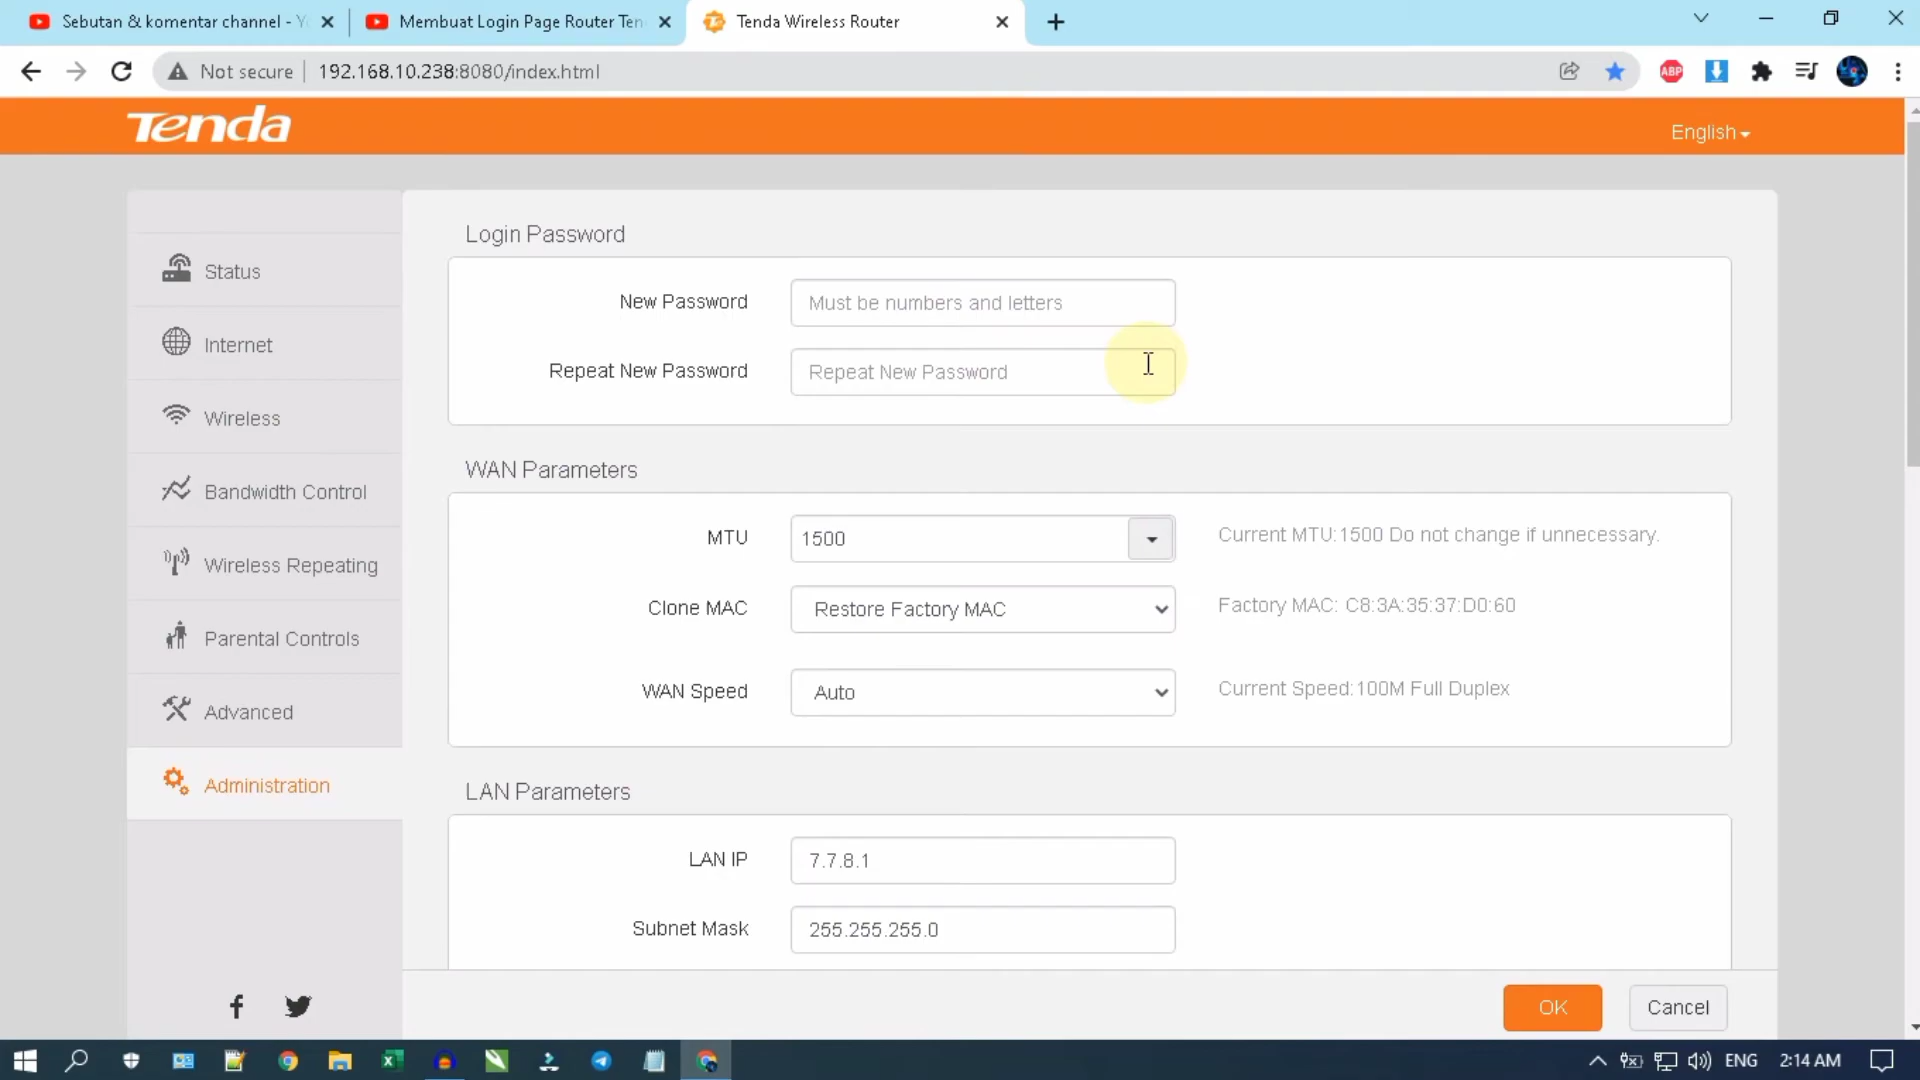 Sebutan & komentar channel - Y
Membuat Login Page Router Ten
Tenda Wireless Router
Not secure
192.168.10.238:8080/index.html
ABP
Tenda
English
Status
Internet
Wireless
Bandwidth Control
Wireless Repeating
Parental Controls
Advanced
Administration
Login Password
New Password
Must be numbers and letters
Repeat New Password
Repeat New Password
WAN Parameters
MTU
1500
Current MTU:1500 Do not change if unnecessary.
Clone MAC
Restore Factory MAC
Factory MAC: C8:3A:35:37:D0:60
WAN Speed
Auto
Current Speed:100M Full Duplex
LAN Parameters
LAN IP
7.7.8.1
Subnet Mask
255.255.255.0
OK
Cancel
ENG
2:14 AM